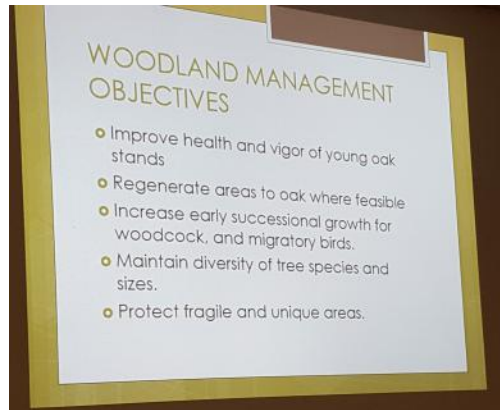 WOODLAND MANAGEMENT
OBJECTIVES
Improve health and vigor of young oak
stands
Regenerate areas to oak where feasible
Increase early successional growth for
woodcock, and migratory birds.
Maintain diversity of tree species and
sizes.
Protect fragile and unique areas.